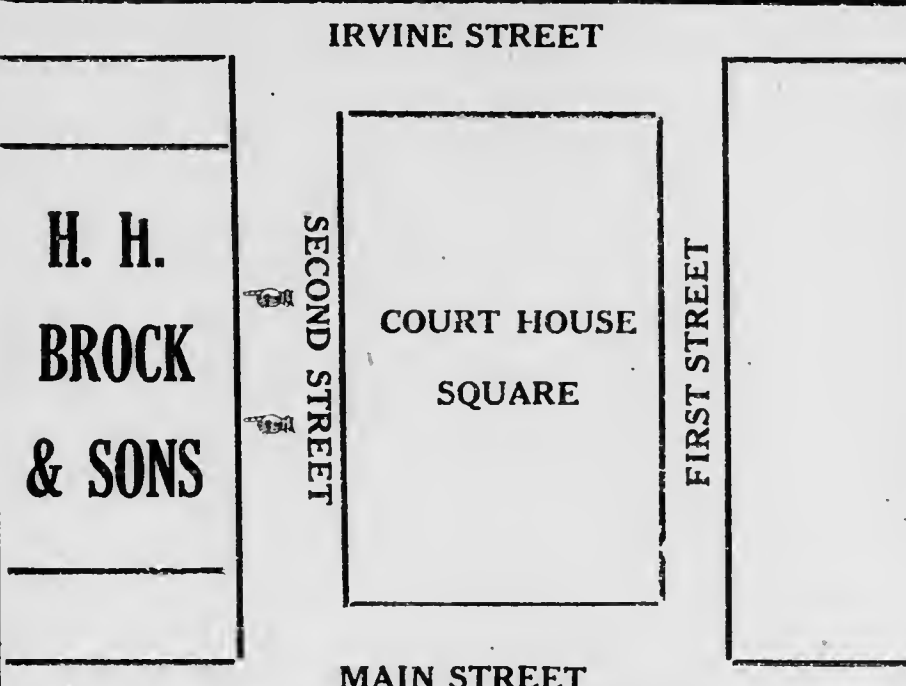 IRVINE STREET
H. H.
BROCK
& SONS
SECOND STREET
COURT HOUSE
SQUARE
FIRST STREET
MAIN STREET